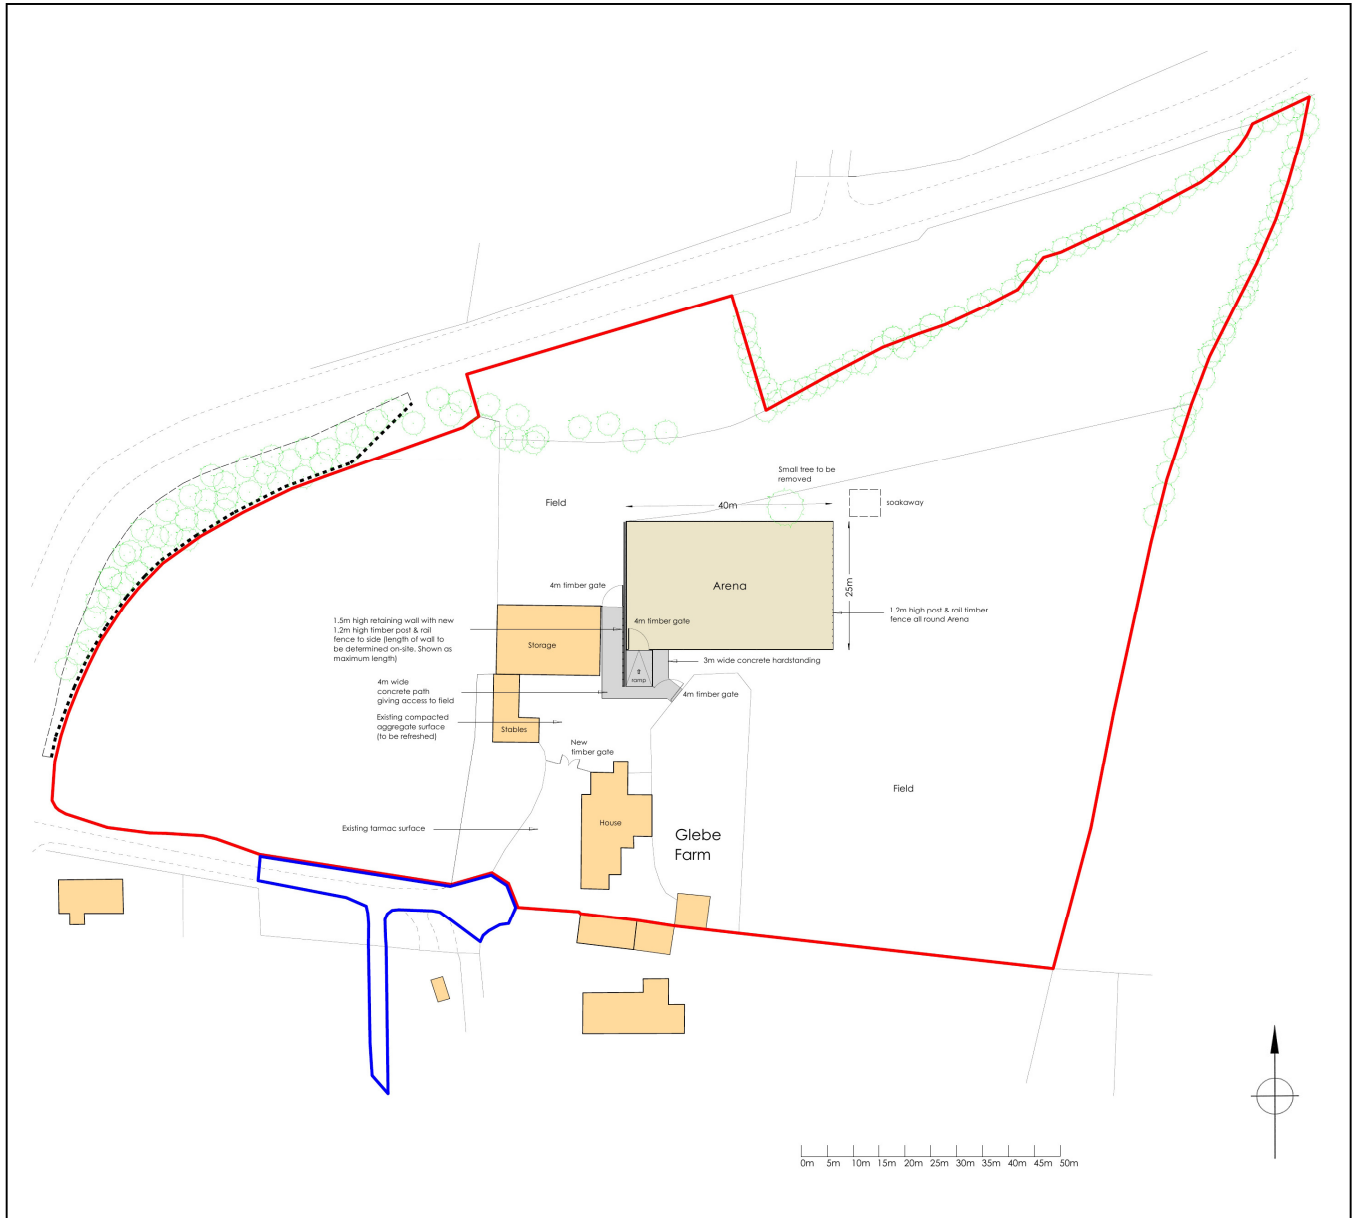 Small tree to be
removed
40m
soakaway
Field
4m timber gate
Arena
25m
1.5m high retaining wall with new
1.2m high timber post & rail
fence to side (length of wall to
be determined on-site. Shown as
maximum length)
4m timber gate
1.2m high post & rail timber
fence all round Arena
Storage
3m wide concrete hardstanding
ramp
4m wide
concrete path
giving access to field
4m timber gate
Existing compacted
aggregate surface
(to be refreshed)
Stables
New
timber gate
Field
House
Existing tarmac surface
Glebe
Farm
0m 5m 10m 15m 20m 25m 30m 35m 40m 45m 50m